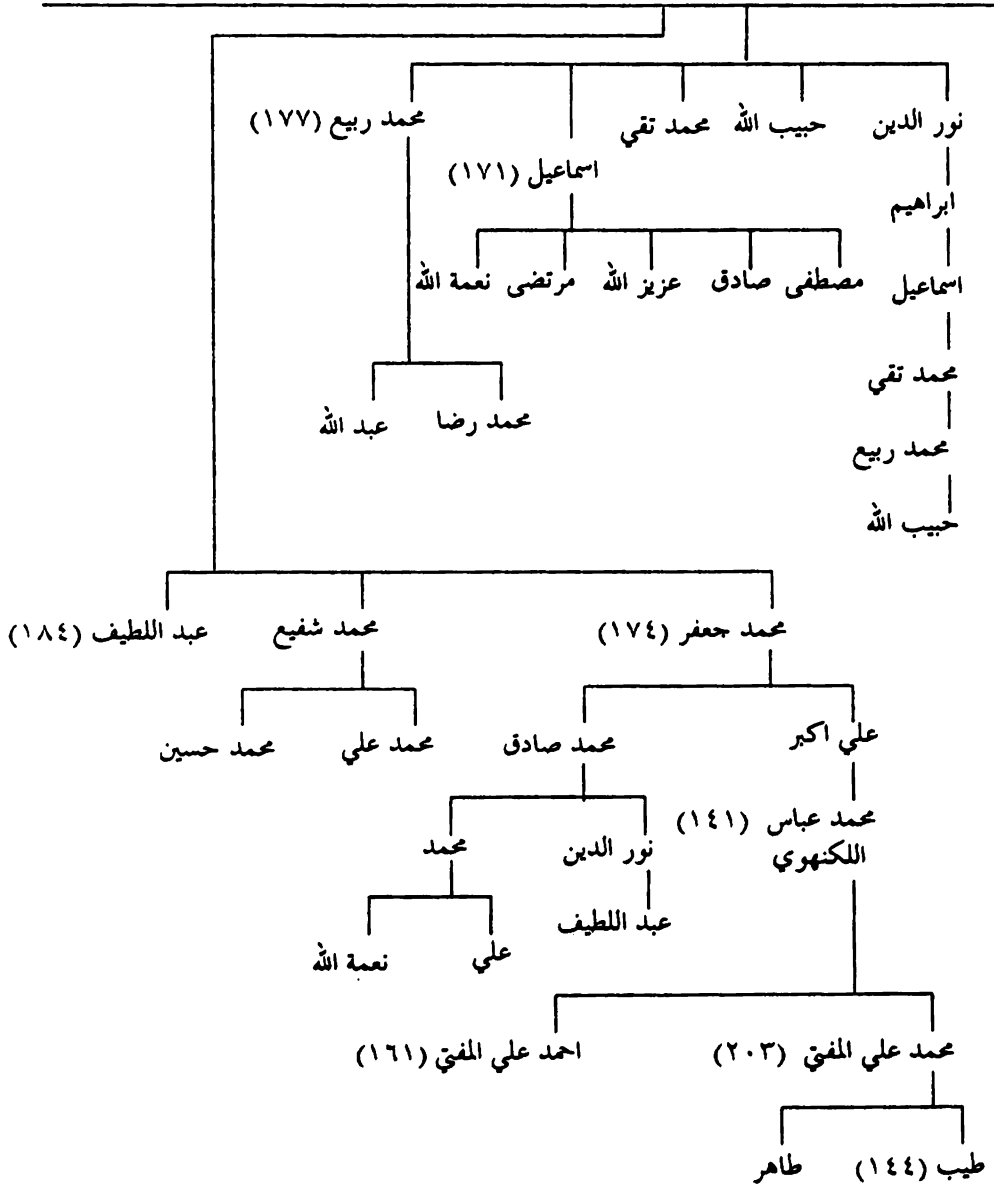 نور الدين حبيب الله محمد تقي محمد ربيع (١٧٧)
اسماعيل (١٧١)
ابراهيم
مصطفى صادق عزيز الله مرتضى نعمة الله
اسماعيل
محمد تقي
محمد رضا عبد الله
محمد ربيع
حبيب الله
محمد جعفر (١٧٤) محمد شفيع عبد اللطيف (١٨٤)
علي اكبر محمد صادق محمد علي محمد حسين
محمد عباس (١٤١)
اللكنهوي
نور الدين محمد
عبد اللطيف
علي نعمة الله
محمد علي المفتي (٢٠٣) احمد علي المفتي (١٦١)
طيب (١٤٤) طاهر